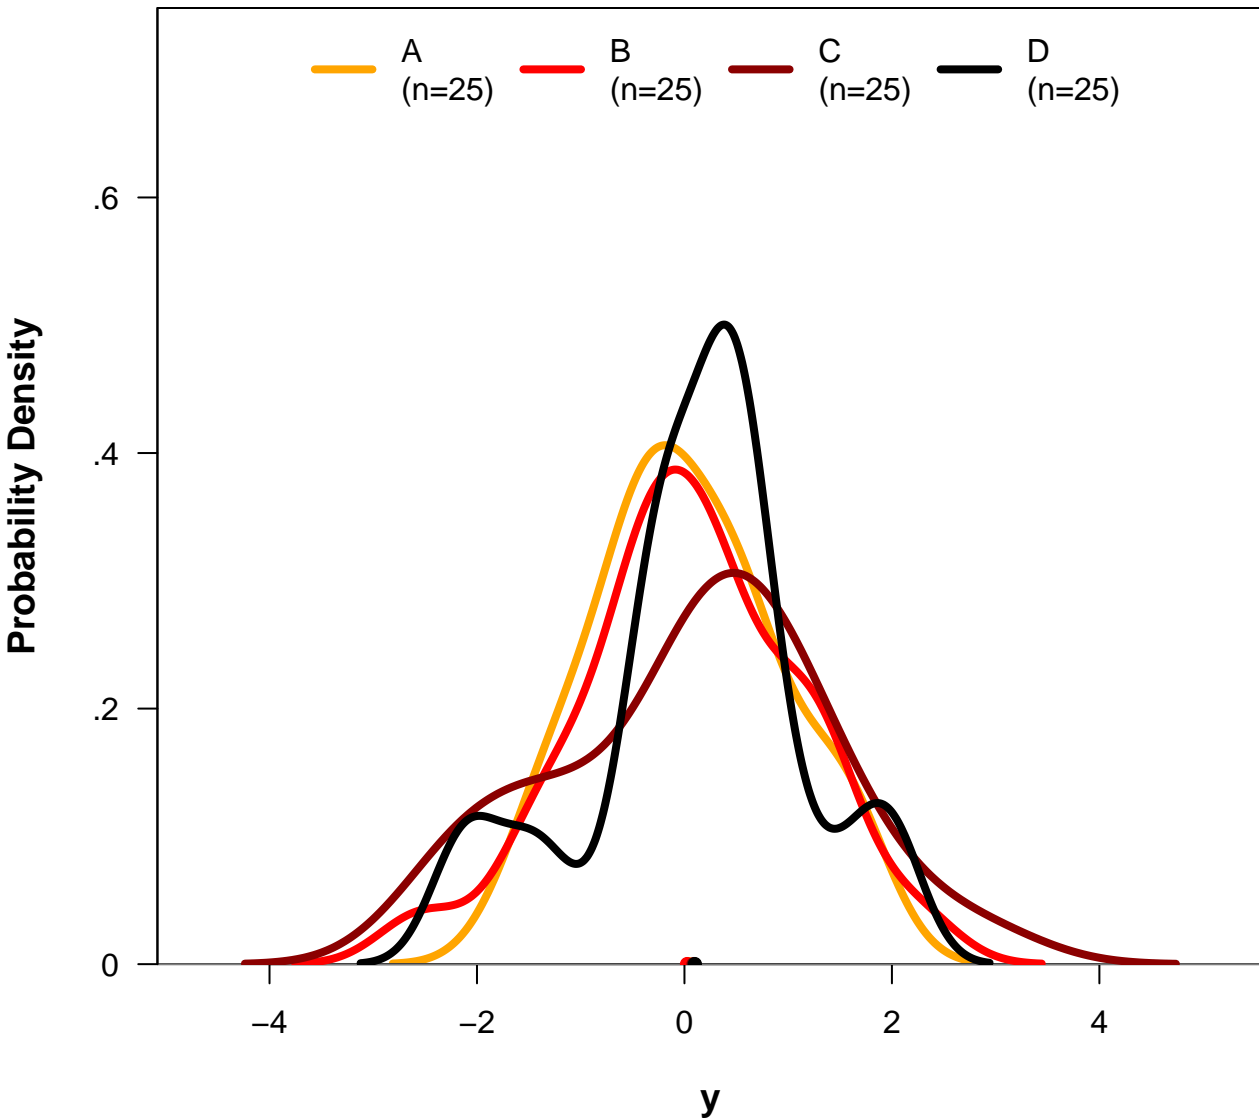 A B C D
(n=25) (n=25) (n=25) (n=25)
.6
.4
.2
0
Probability Density
−4 −2 0 2 4
y